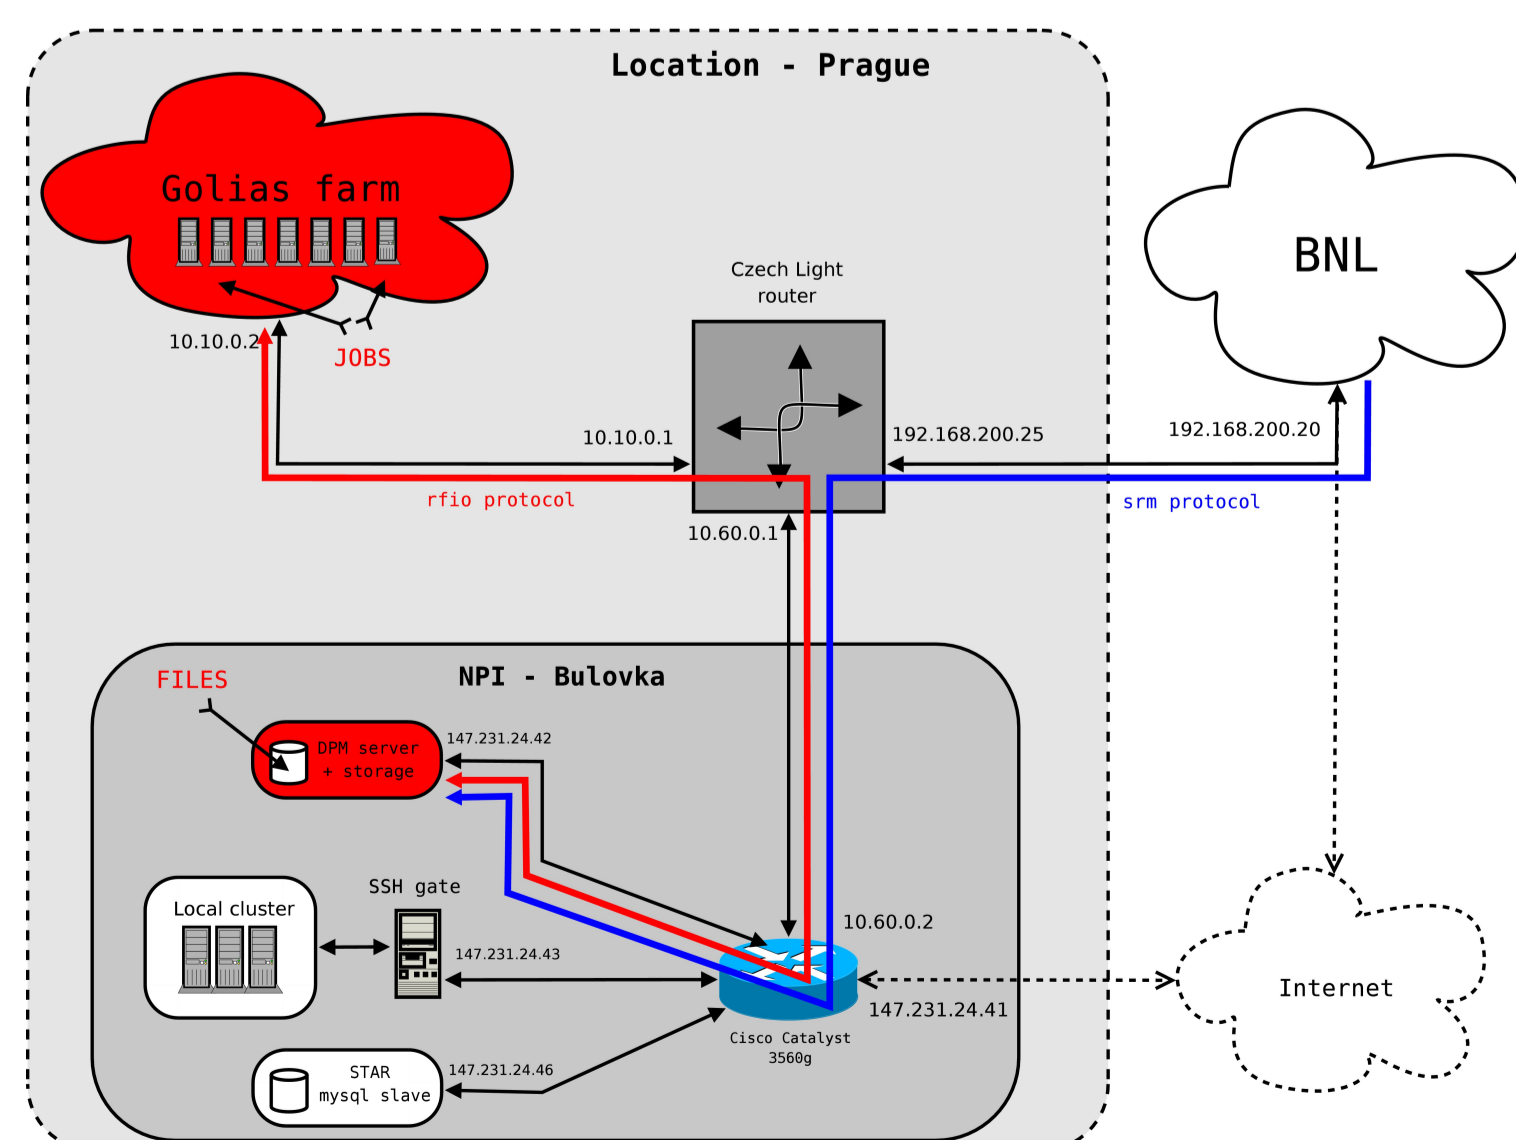 Location - Prague
Golias farm
BNL
Czech Light
router
10.10.0.2
JOBS
10.10.0.1
192.168.200.25
192.168.200.20
rfio protocol
srm protocol
10.60.0.1
NPI - Bulovka
FILES
DPM server
+ storage
147.231.24.42
SSH gate
Local cluster
10.60.0.2
147.231.24.43
Internet
147.231.24.41
Cisco Catalyst
3560g
STAR
mysql slave
147.231.24.46